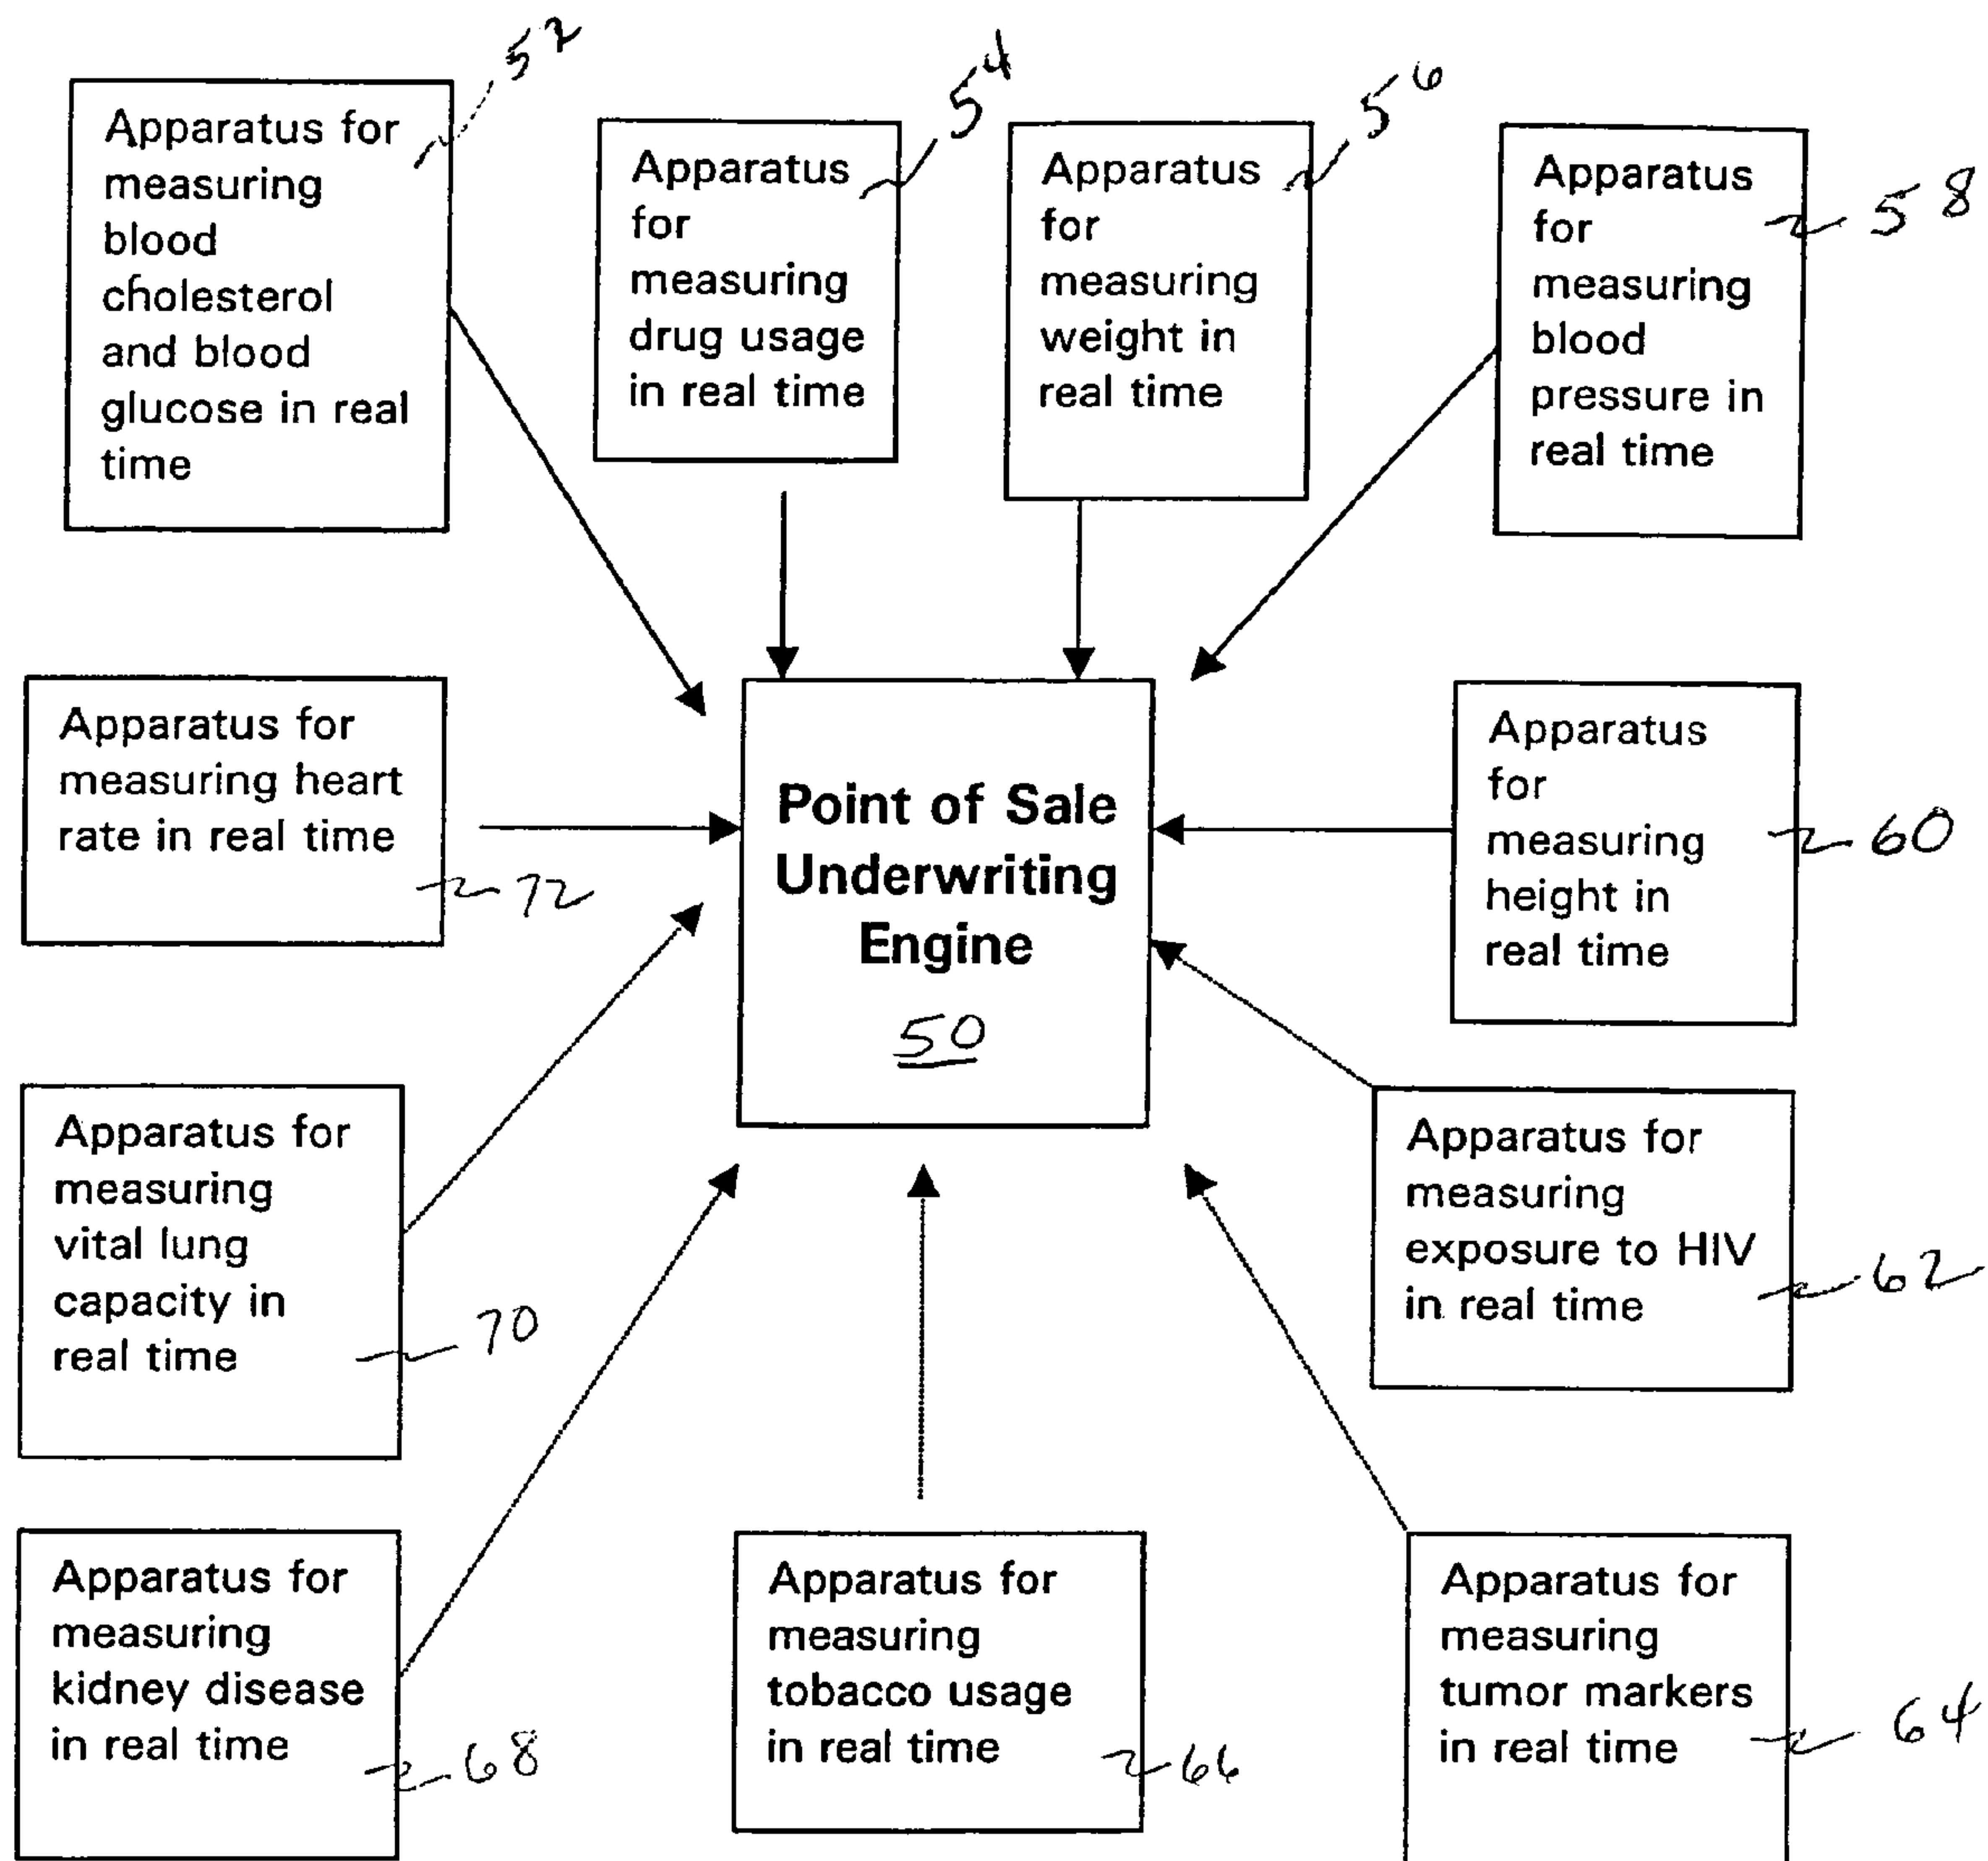 52
Apparatus for
measuring
blood
cholesterol
and blood
glucose in real
time
54
Apparatus
for
measuring
drug usage
in real time
56
Apparatus
for
measuring
weight in
real time
58
Apparatus
for
measuring
blood
pressure in
real time
Apparatus for
measuring heart
rate in real time
72
Point of Sale
Underwriting
Engine
50
Apparatus
for
measuring
height in
real time
60
Apparatus for
measuring
vital lung
capacity in
real time
70
Apparatus for
measuring
exposure to HIV
in real time
62
Apparatus for
measuring
kidney disease
in real time
68
Apparatus for
measuring
tobacco usage
in real time
66
Apparatus for
measuring
tumor markers
in real time
64